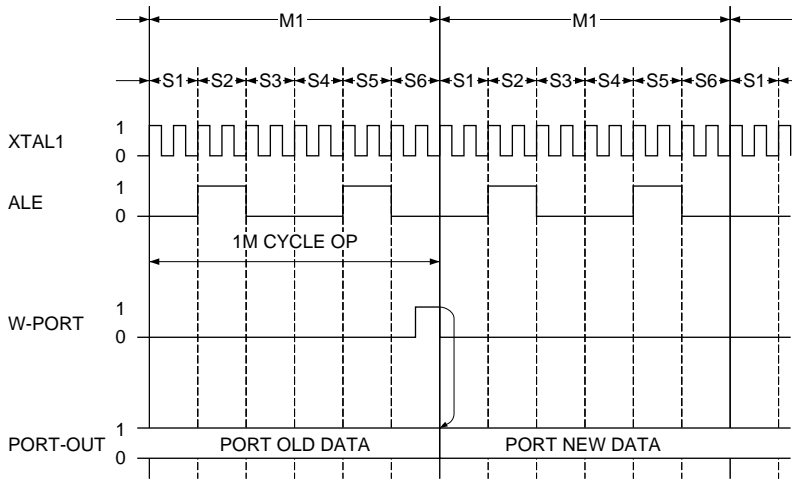 M1 M1
S1 S2 S3 S4 S5 S6 S1 S2 S3 S4 S5 S6 S1
XTAL1 1 0
ALE 1 0
1M CYCLE OP
W-PORT 1 0
PORT-OUT 1 0 PORT OLD DATA PORT NEW DATA